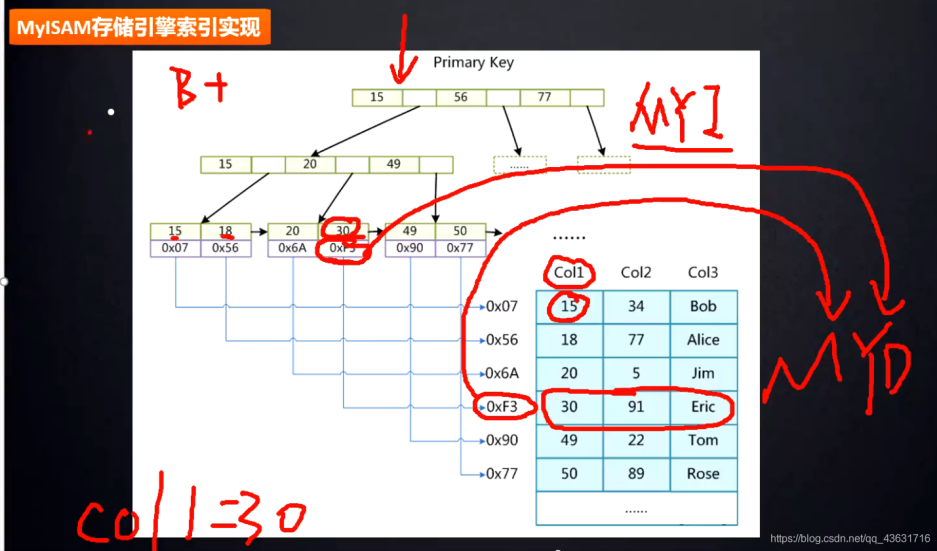 MyISAM存储引擎索引实现
Primary Key
B+
MYI
15 56 77
15 20 49
......
15 18 20 30 49 50
0x07 0x56 0x6A 0xF3 0x90 0x77
......
Col1 Col2 Col3
0x07 15 34 Bob
0x56 18 77 Alice
0x6A 20 5 Jim
0xF3 30 91 Eric
0x90 49 22 Tom
0x77 50 89 Rose
......
MYD
col1=30
https://blog.csdn.net/qq_43631716